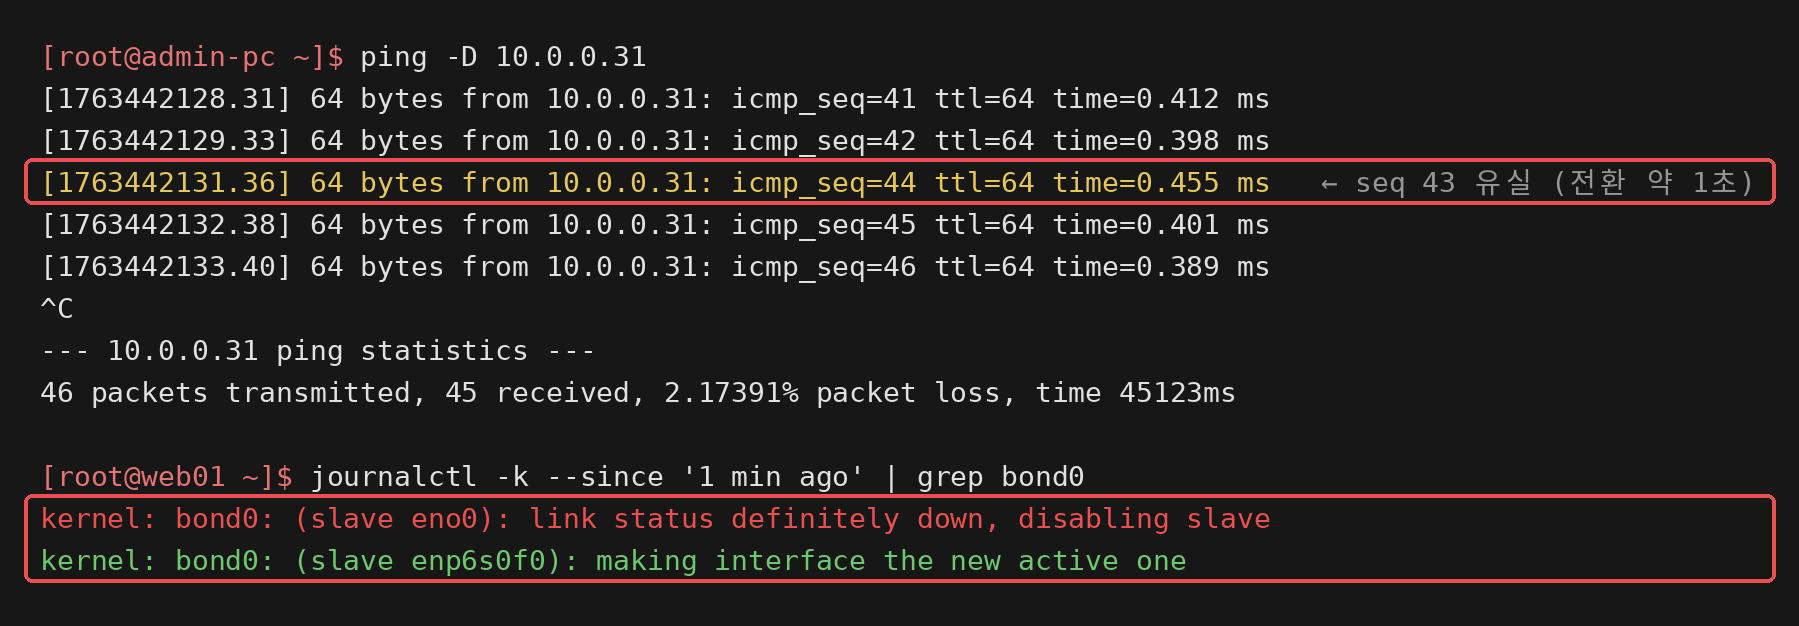 [root@admin-pc ~]$ ping -D 10.0.0.31
[1763442128.31] 64 bytes from 10.0.0.31: icmp_seq=41 ttl=64 time=0.412 ms
[1763442129.33] 64 bytes from 10.0.0.31: icmp_seq=42 ttl=64 time=0.398 ms
[1763442131.36] 64 bytes from 10.0.0.31: icmp_seq=44 ttl=64 time=0.455 ms ← seq 43 유실 (전환 약 1초)
[1763442132.38] 64 bytes from 10.0.0.31: icmp_seq=45 ttl=64 time=0.401 ms
[1763442133.40] 64 bytes from 10.0.0.31: icmp_seq=46 ttl=64 time=0.389 ms
^C
--- 10.0.0.31 ping statistics ---
46 packets transmitted, 45 received, 2.17391% packet loss, time 45123ms
[root@web01 ~]$ journalctl -k --since '1 min ago' | grep bond0
kernel: bond0: (slave eno0): link status definitely down, disabling slave
kernel: bond0: (slave enp6s0f0): making interface the new active one